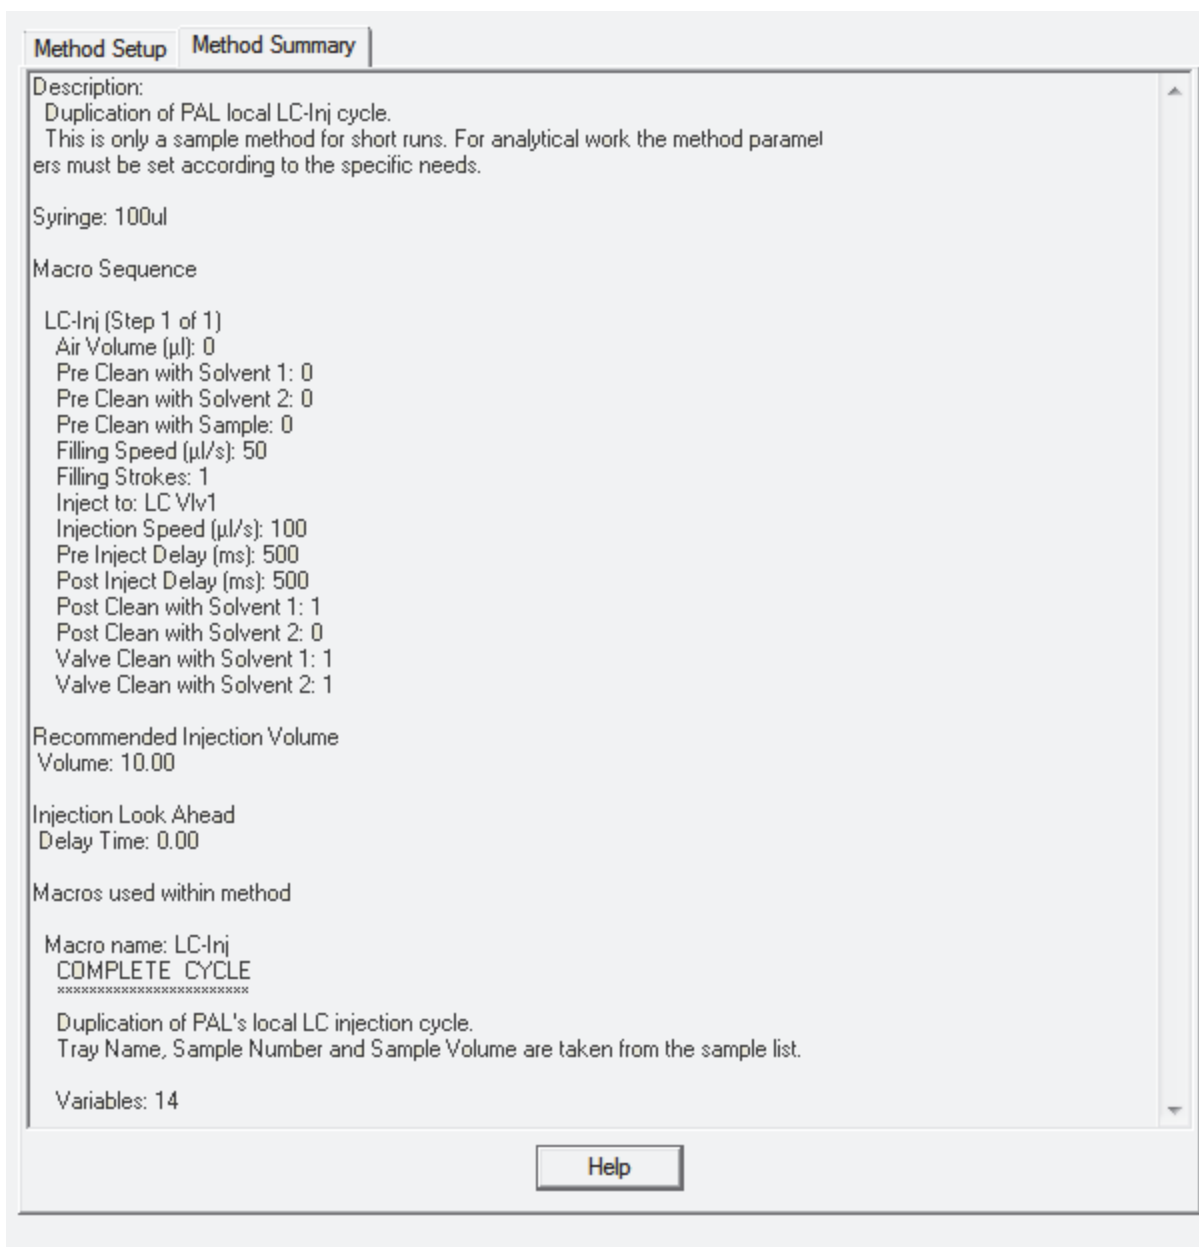 Method Setup
Method Summary
Description:
Duplication of PAL local LC-Inj cycle.
This is only a sample method for short runs. For analytical work the method paramet
ers must be set according to the specific needs.
Syringe: 100ul
Macro Sequence
LC-Inj (Step 1 of 1)
Air Volume (µl): 0
Pre Clean with Solvent 1: 0
Pre Clean with Solvent 2: 0
Pre Clean with Sample: 0
Filling Speed (µl/s): 50
Filling Strokes: 1
Inject to: LC Vlv1
Injection Speed (µl/s): 100
Pre Inject Delay (ms): 500
Post Inject Delay (ms): 500
Post Clean with Solvent 1: 1
Post Clean with Solvent 2: 0
Valve Clean with Solvent 1: 1
Valve Clean with Solvent 2: 1
Recommended Injection Volume
Volume: 10.00
Injection Look Ahead
Delay Time: 0.00
Macros used within method
Macro name: LC-Inj
COMPLETE CYCLE
************************
Duplication of PAL's local LC injection cycle.
Tray Name, Sample Number and Sample Volume are taken from the sample list.
Variables: 14
Help